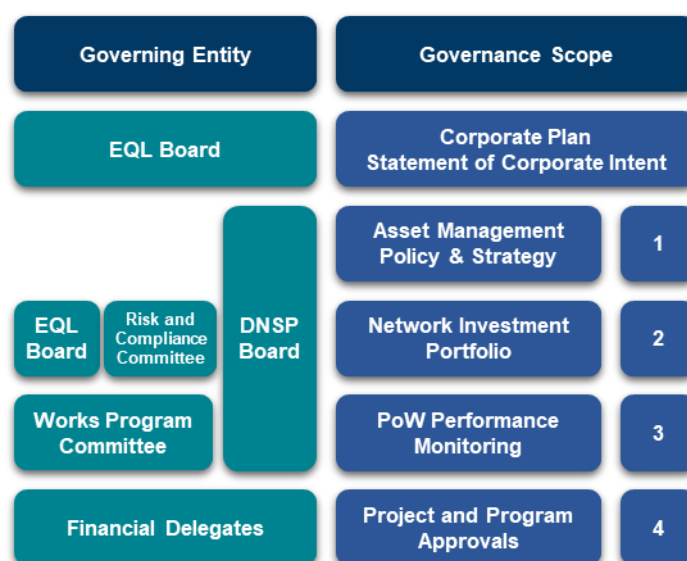 Governing Entity
Governance Scope
EQL Board
Corporate Plan
Statement of Corporate Intent
Asset Management
Policy & Strategy
1
EQL
Board
Risk and
Compliance
Committee
DNSP
Board
Network Investment
Portfolio
2
Works Program
Committee
PoW Performance
Monitoring
3
Financial Delegates
Project and Program
Approvals
4